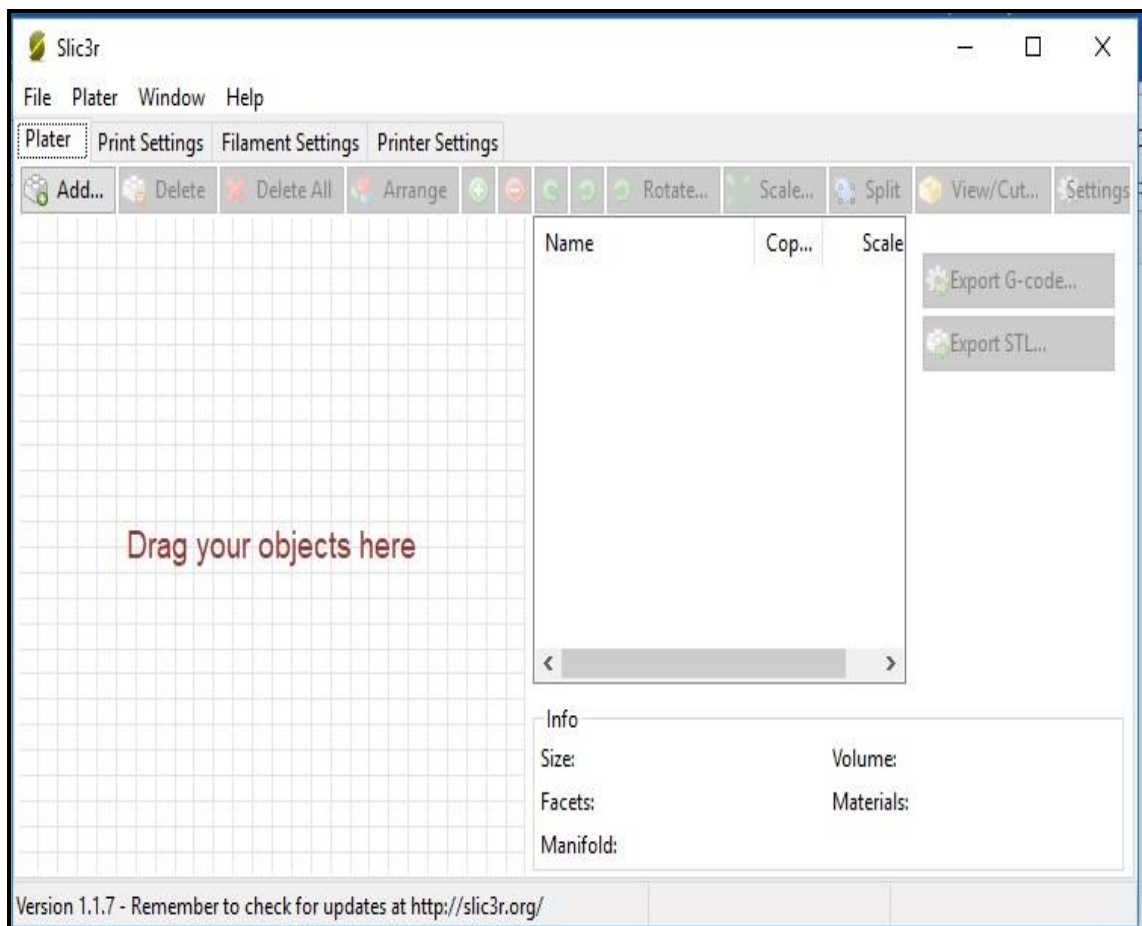 Slic3r
File Plater Window Help
Plater Print Settings Filament Settings Printer Settings
Add... Delete Delete All Arrange Rotate... Scale... Split View/Cut... Settings
Name Cop... Scale
Export G-code...
Export STL...
Drag your objects here
Info
Size: Volume:
Facets: Materials:
Manifold:
Version 1.1.7 - Remember to check for updates at http://slic3r.org/